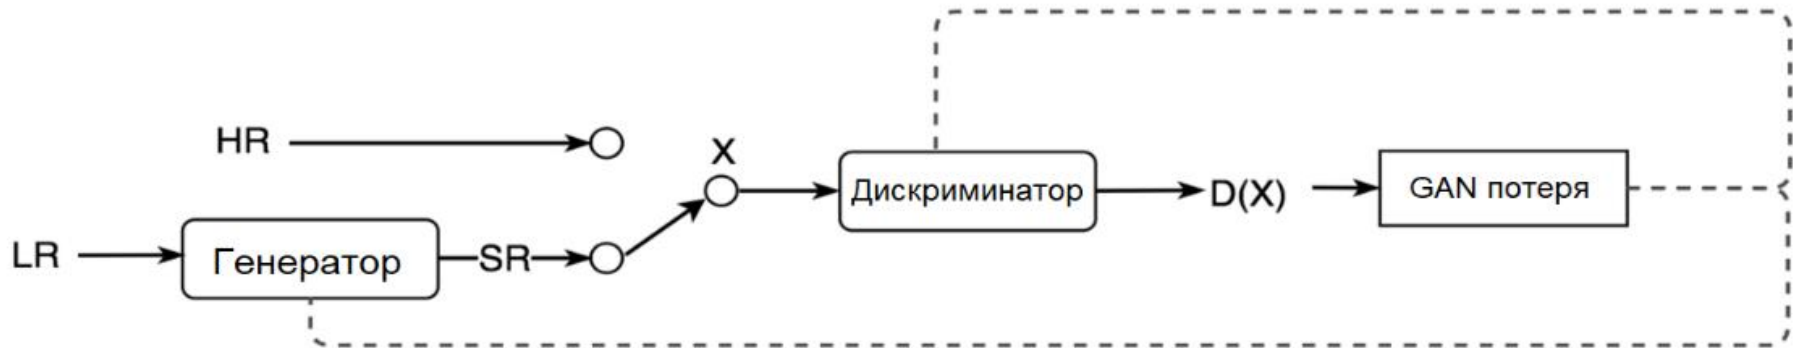 HR
X
Дискриминатор
D(X)
GAN потеря
LR
Генератор
SR